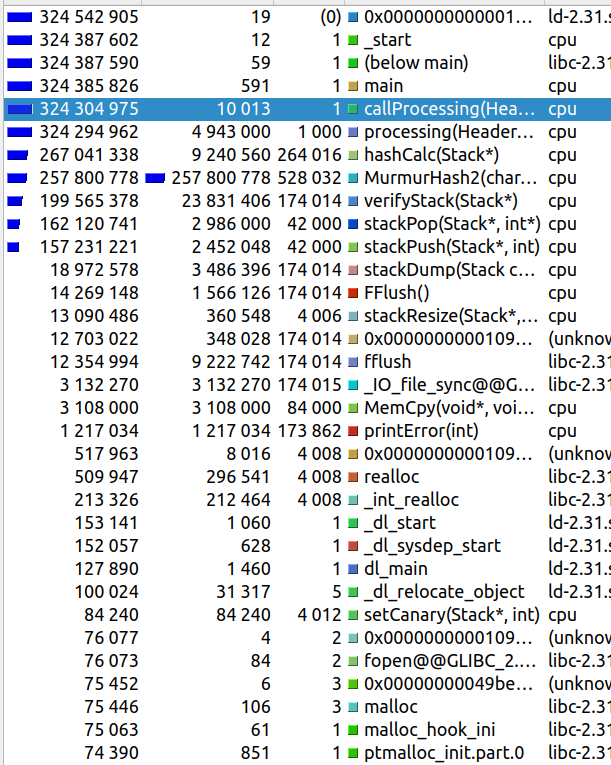 324 542 905 19 (0) 0x0000000000001... ld-2.31.s
324 387 602 12 1 _start cpu
324 387 590 59 1 (below main) libc-2.31
324 385 826 591 1 main cpu
324 304 975 10 013 1 callProcessing(Hea... cpu
324 294 962 4 943 000 1 000 processing(Header... cpu
267 041 338 9 240 560 264 016 hashCalc(Stack*) cpu
257 800 778 257 800 778 528 032 MurmurHash2(char... cpu
199 565 378 23 831 406 174 014 verifyStack(Stack*) cpu
162 120 741 2 986 000 42 000 stackPop(Stack*, int*) cpu
157 231 221 2 452 048 42 000 stackPush(Stack*, int) cpu
18 972 578 3 486 396 174 014 stackDump(Stack c... cpu
14 269 148 1 566 126 174 014 FFlush() cpu
13 090 486 360 548 4 006 stackResize(Stack*,... cpu
12 703 022 348 028 174 014 0x0000000000109... (unknow
12 354 994 9 222 742 174 014 fflush libc-2.31
3 132 270 3 132 270 174 015 _IO_file_sync@@G... libc-2.31
3 108 000 3 108 000 84 000 MemCpy(void*, voi... cpu
1 217 034 1 217 034 173 862 printError(int) cpu
517 963 8 016 4 008 0x0000000000109... (unknow
509 947 296 541 4 008 realloc libc-2.31
213 326 212 464 4 008 _int_realloc libc-2.31
153 141 1 060 1 _dl_start ld-2.31.s
152 057 628 1 _dl_sysdep_start ld-2.31.s
127 890 1 460 1 dl_main ld-2.31.s
100 024 31 317 5 _dl_relocate_object ld-2.31.s
84 240 84 240 4 012 setCanary(Stack*, int) cpu
76 077 4 2 0x0000000000109... (unknow
76 073 84 2 fopen@@GLIBC_2.... libc-2.31
75 452 6 3 0x00000000049be... (unknow
75 446 106 3 malloc libc-2.31
75 063 61 1 malloc_hook_ini libc-2.31
74 390 851 1 ptmalloc_init.part.0 libc-2.31